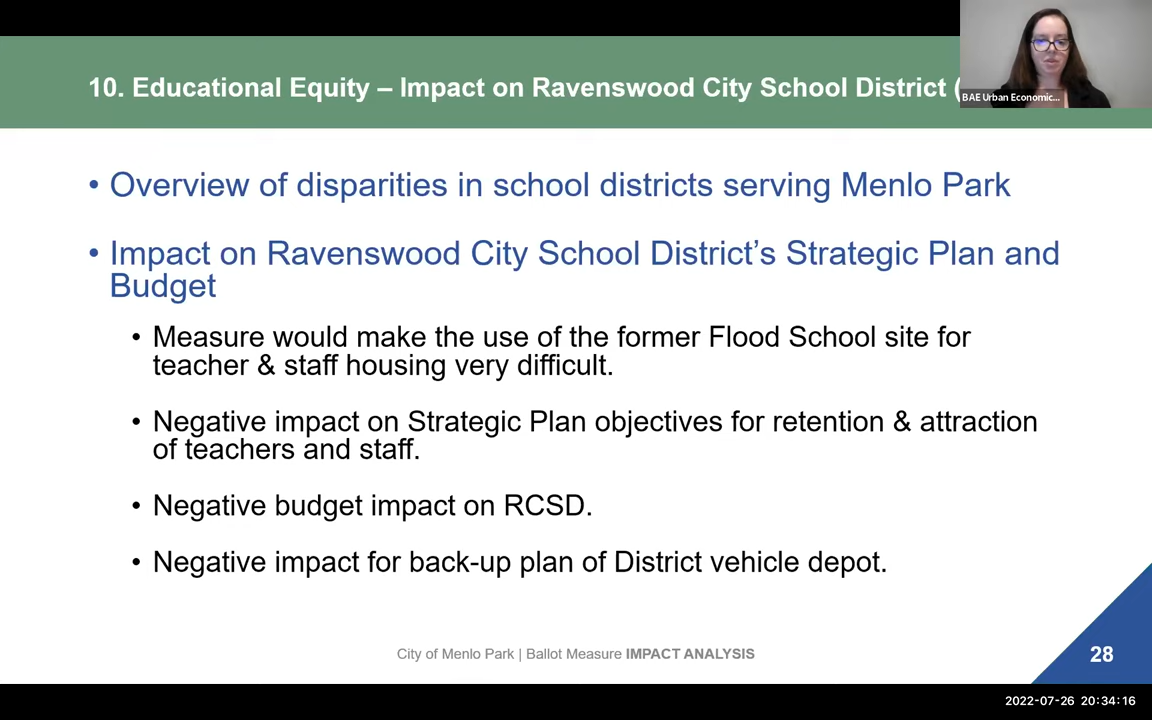 10. Educational Equity – Impact on Ravenswood City School District (
BAE Urban Economic...
• Overview of disparities in school districts serving Menlo Park
• Impact on Ravenswood City School District’s Strategic Plan and
Budget
• Measure would make the use of the former Flood School site for
teacher & staff housing very difficult.
• Negative impact on Strategic Plan objectives for retention & attraction
of teachers and staff.
• Negative budget impact on RCSD.
• Negative impact for back-up plan of District vehicle depot.
City of Menlo Park | Ballot Measure IMPACT ANALYSIS
28
2022-07-26 20:34:16